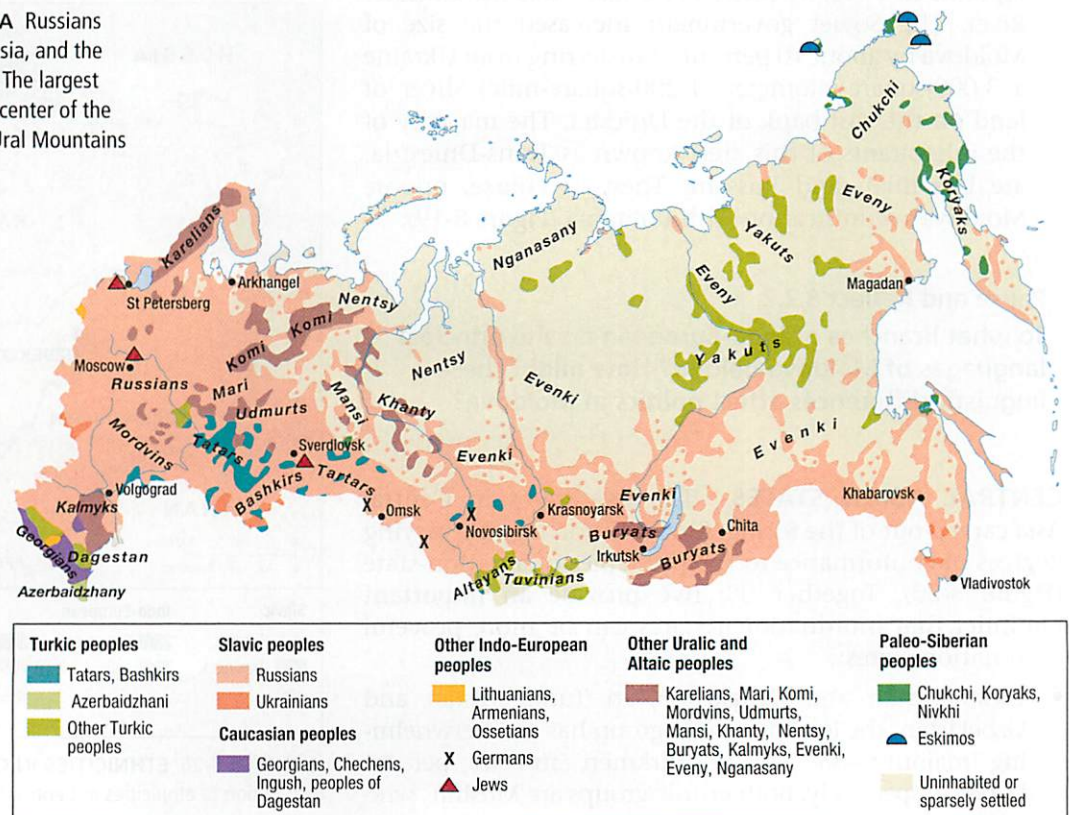 A Russians
sia, and the
The largest
center of the
Ural Mountains
Chukchi
Koryaks
Eveny
Yakuts
Nganasany
Eveny
Magadan
Karelians
Arkhangel
St Petersberg
Nentsy
Komi
Komi
Yakuts
Moscow
Russians
Mari
Nentsy
Evenki
Udmurts
Mansi
Khanty
Evenki
Mordvins
Tatars
Sverdlovsk
Evenki
Bashkirs
Tartars
Volgograd
Omsk
Kalmyks
Krasnoyarsk
Evenki
Khabarovsk
Novosibirsk
Chita
Buryats
Georgians
Dagestan
Irkutsk
Buryats
Altayans
Tuvinians
Vladivostok
Azerbaidzhany
Turkic peoples
Tatars, Bashkirs
Azerbaidzhani
Other Turkic
peoples
Slavic peoples
Russians
Ukrainians
Caucasian peoples
Georgians, Chechens,
Ingush, peoples of
Dagestan
Other Indo-European
peoples
Lithuanians,
Armenians,
Ossetians
X Germans
Jews
Other Uralic and
Altaic peoples
Karelians, Mari, Komi,
Mordvins, Udmurts,
Mansi, Khanty, Nentsy,
Buryats, Kalmyks, Evenki,
Eveny, Nganasany
Paleo-Siberian
peoples
Chukchi, Koryaks,
Nivkhi
Eskimos
Uninhabited or
sparsely settled